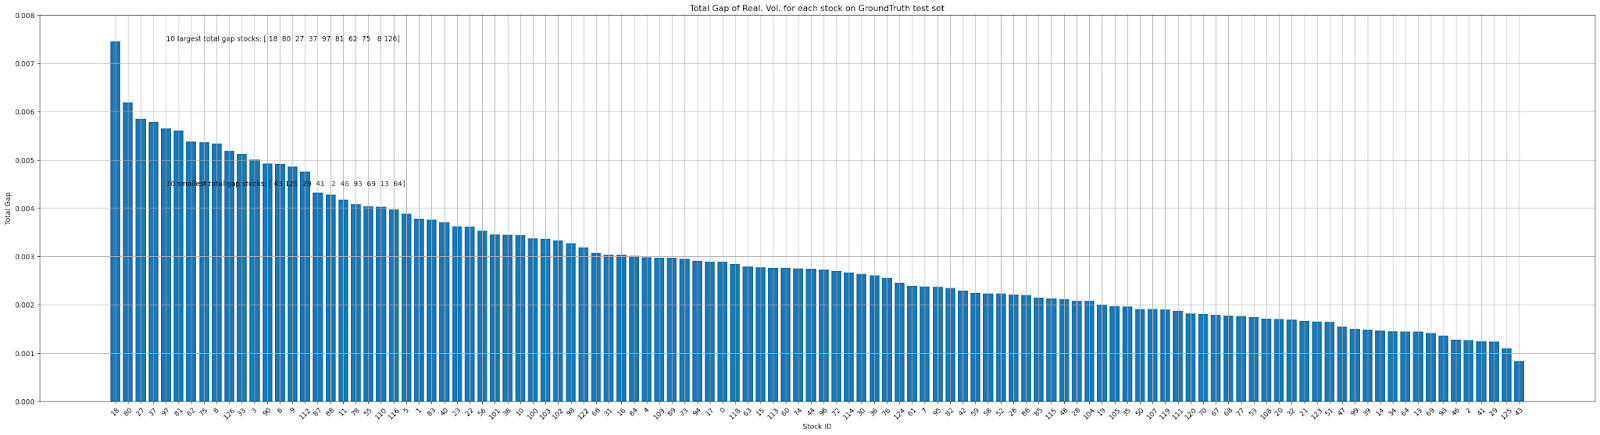 Total Gap of Real. Vol. for each stock on GroundTruth test set
10 largest total gap stocks: [ 18 80 27 37 97 81 62 75 8 126]
10 smallest total gap stocks: [ 43 125 29 41 2 46 93 69 13 64]
Total Gap
0.008
0.007
0.006
0.005
0.004
0.003
0.002
0.001
0.000
18 80 27 37 97 81 62 75 8 126 33 3 90 6 9 112 87 88 11 78 55 110 116 5 1 83 40 23 22 56 101 38 10 100 103 102 98 122 66 31 16 84 4 109 89 73 94 17 0 118 63 15 113 60 74 44 96 72 114 30 36 76 124 61 7 95 82 42 59 58 52 26 86 85 115 48 28 104 19 105 35 50 107 119 111 120 70 67 68 77 53 108 20 32 21 123 51 47 99 39 14 34 64 13 69 93 46 2 41 29 125 43
Stock ID